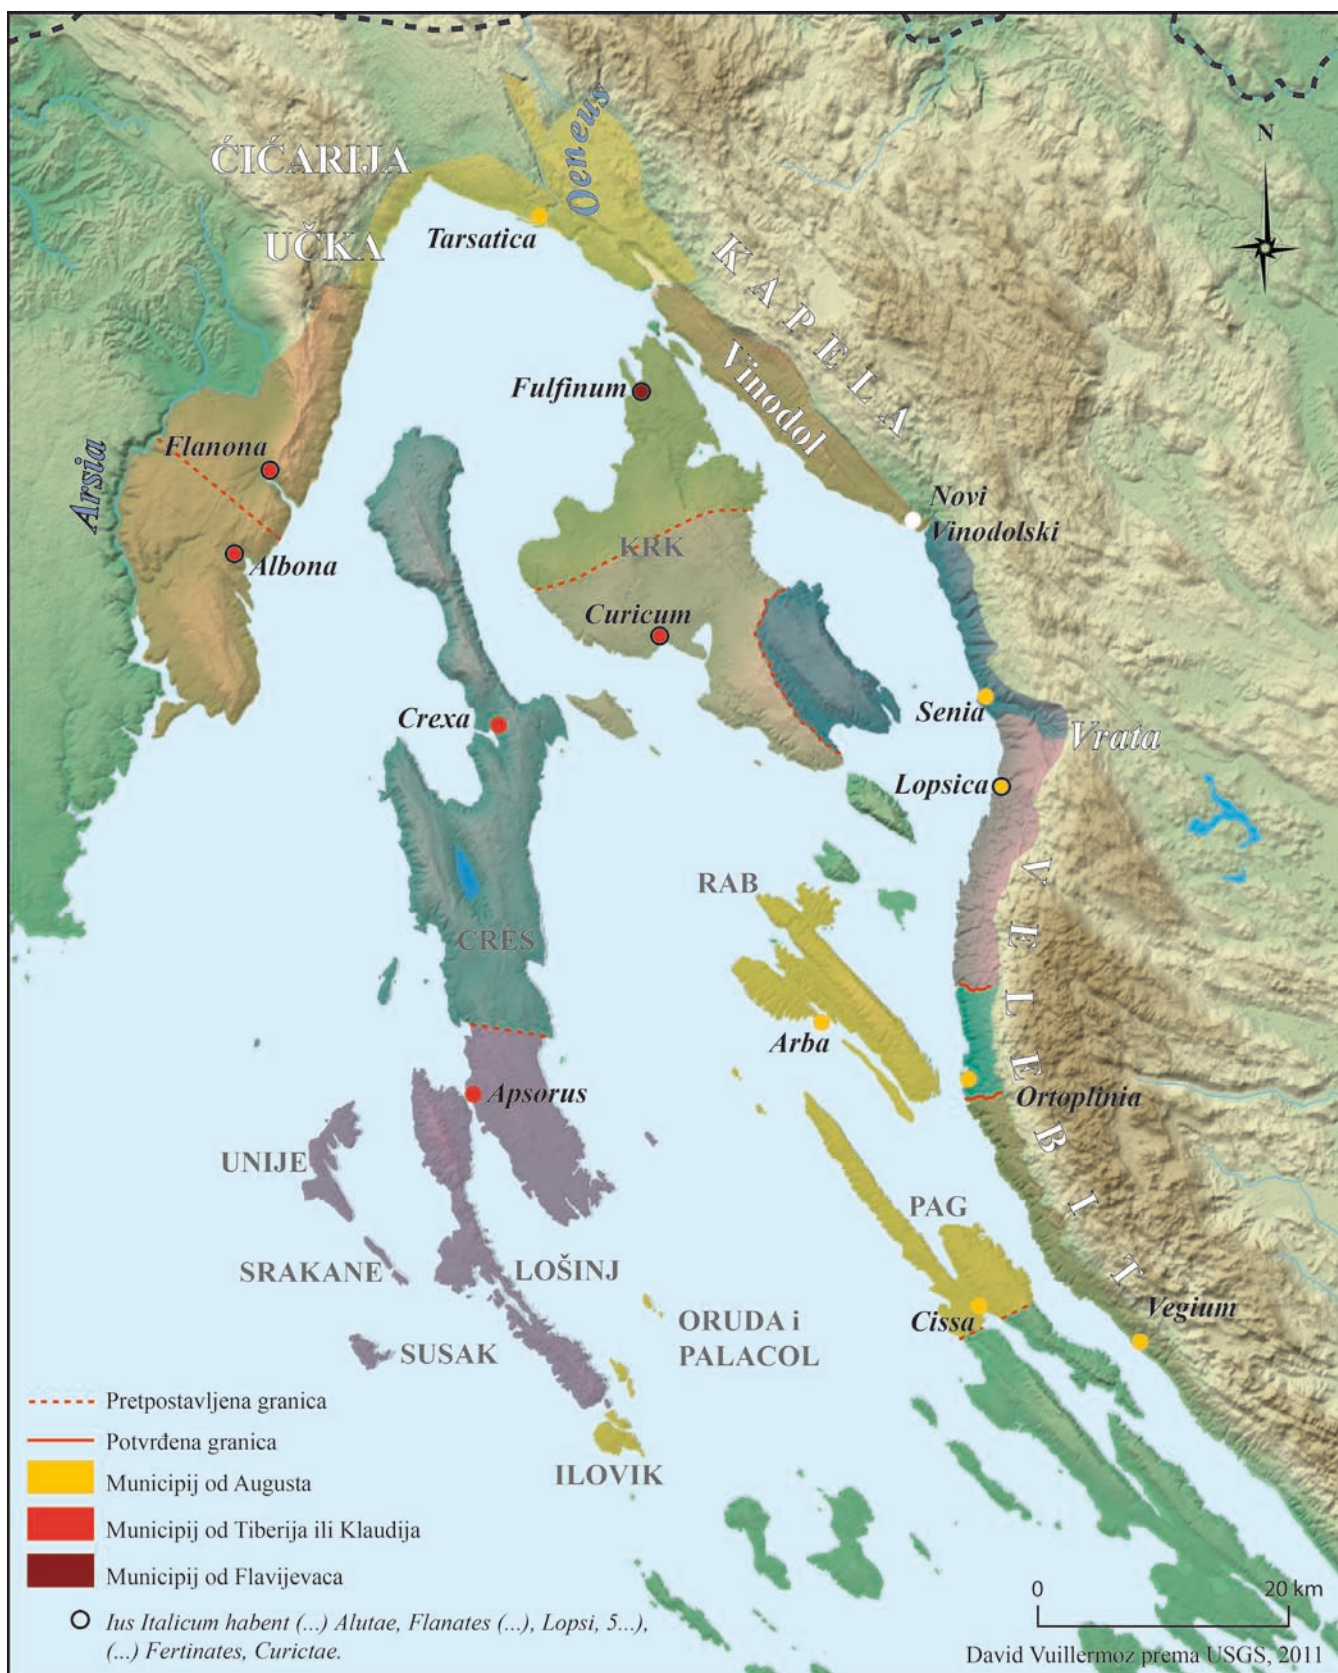 N
ĆIĆARIJA
UČKA
Oeneus
Tarsatica
KAPELA
Vinodol
Fulfinum
Flanona
Arsia
Albona
Novi
Vinodolski
KRK
Curicum
Crexa
Senia
Vrata
Lopsica
VELEBIT
RAB
CRES
Arba
Apsorus
Ortoplinia
UNIJE
PAG
SRAKANE
LOŠINJ
Vegium
Cissa
ORUDA i
PALACOL
SUSAK
ILOVIK
Pretpostavljena granica
Potvrđena granica
Municipij od Augusta
Municipij od Tiberija ili Klaudija
Municipij od Flavijevaca
Ius Italicum habent (...) Alutae, Flanates (...), Lopsi, 5...),
(...) Fertinates, Curictae.
0 20 km
David Vuillermoz prema USGS, 2011